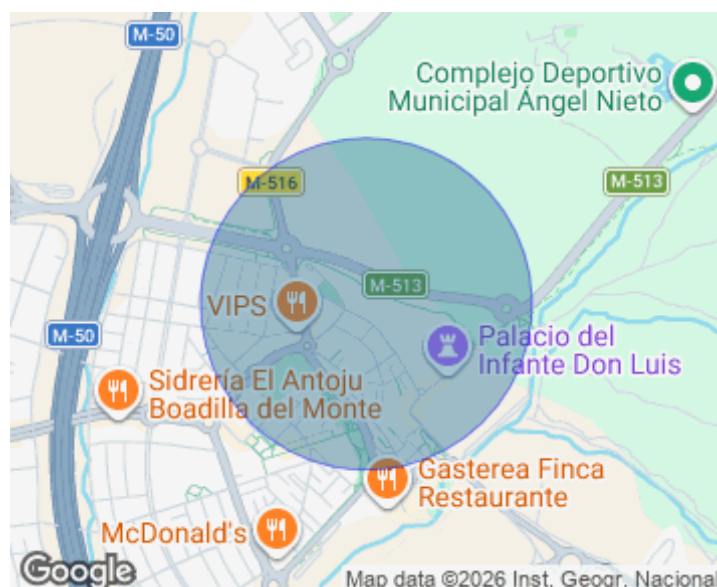 M-50
M-50
Complejo Deportivo
Municipal Ángel Nieto
M-516
M-513
M-513
VIPS
M-50
Palacio del
Infante Don Luis
Sidrería El Antoju
Boadilla del Monte
Gasterea Finca
Restaurante
McDonald's
Google
Map data ©2026 Inst. Geogr. Nacional